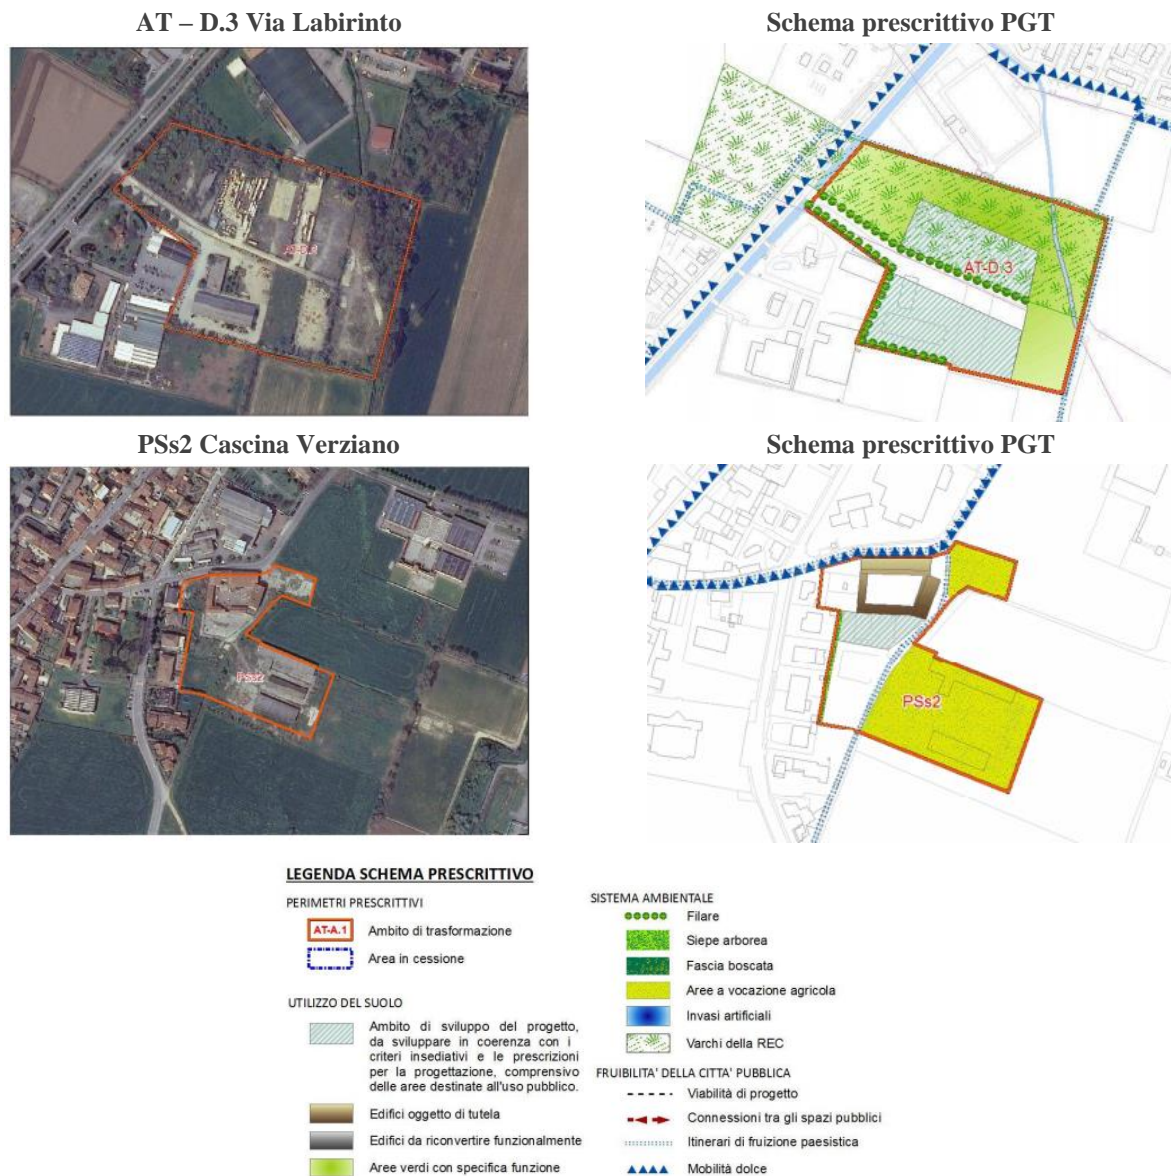 AT – D.3 Via Labirinto
Schema prescrittivo PGT
AT-D.3
AT-D.3
PSs2 Cascina Verziano
Schema prescrittivo PGT
PSs2
PSs2
LEGENDA SCHEMA PRESCRITTIVO
PERIMETRI PRESCRITTIVI
AT-A.1 Ambito di trasformazione
Area in cessione
UTILIZZO DEL SUOLO
Ambito di sviluppo del progetto,
da sviluppare in coerenza con i
criteri insediativi e le prescrizioni
per la progettazione, comprensivo
delle aree destinate all'uso pubblico.
Edifici oggetto di tutela
Edifici da riconvertire funzionalmente
Aree verdi con specifica funzione
SISTEMA AMBIENTALE
Filare
Siepe arborea
Fascia boscata
Aree a vocazione agricola
Invasi artificiali
Varchi della REC
FRUIBILITA' DELLA CITTA' PUBBLICA
Viabilità di progetto
Connessioni tra gli spazi pubblici
Itinerari di fruizione paesistica
Mobilità dolce